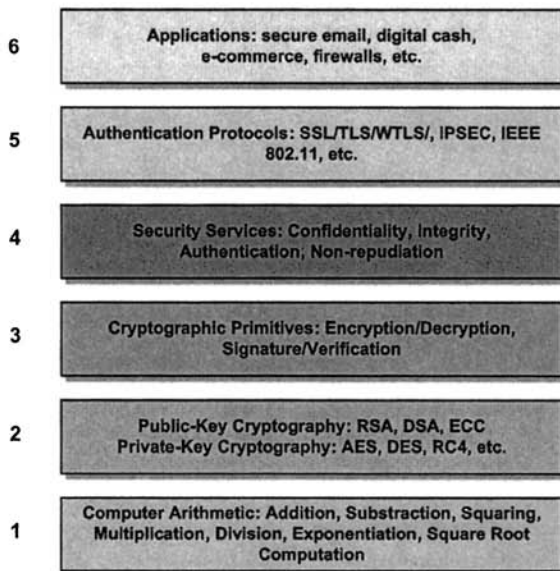 6
Applications: secure email, digital cash,
e-commerce, firewalls, etc.
5
Authentication Protocols: SSL/TLS/WTLS/, IPSEC, IEEE
802.11, etc.
4
Security Services: Confidentiality, Integrity,
Authentication, Non-repudiation
3
Cryptographic Primitives: Encryption/Decryption,
Signature/Verification
2
Public-Key Cryptography: RSA, DSA, ECC
Private-Key Cryptography: AES, DES, RC4, etc.
1
Computer Arithmetic: Addition, Substraction, Squaring,
Multiplication, Division, Exponentiation, Square Root
Computation